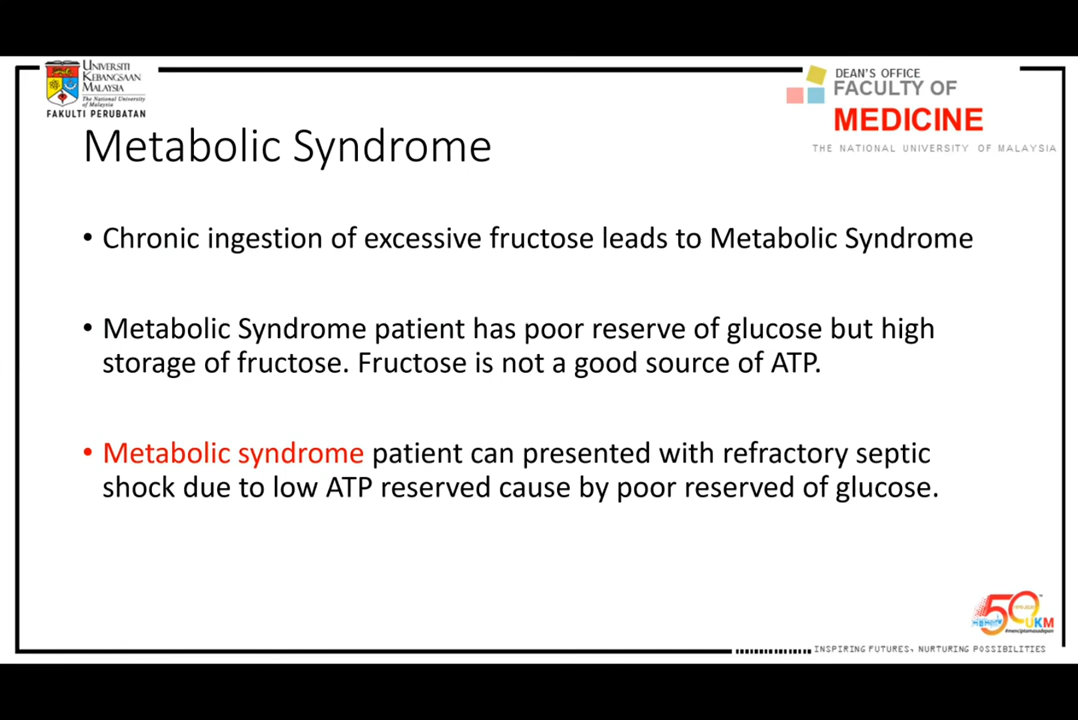 UNIVERSITI
KEBANGSAAN
MALAYSIA
The National University
of Malaysia
FAKULTI PERUBATAN
DEAN'S OFFICE
FACULTY OF
MEDICINE
THE NATIONAL UNIVERSITY OF MALAYSIA
Metabolic Syndrome
• Chronic ingestion of excessive fructose leads to Metabolic Syndrome
• Metabolic Syndrome patient has poor reserve of glucose but high
storage of fructose. Fructose is not a good source of ATP.
• Metabolic syndrome patient can presented with refractory septic
shock due to low ATP reserved cause by poor reserved of glucose.
50
UKM
INSPIRING FUTURES, NURTURING POSSIBILITIES